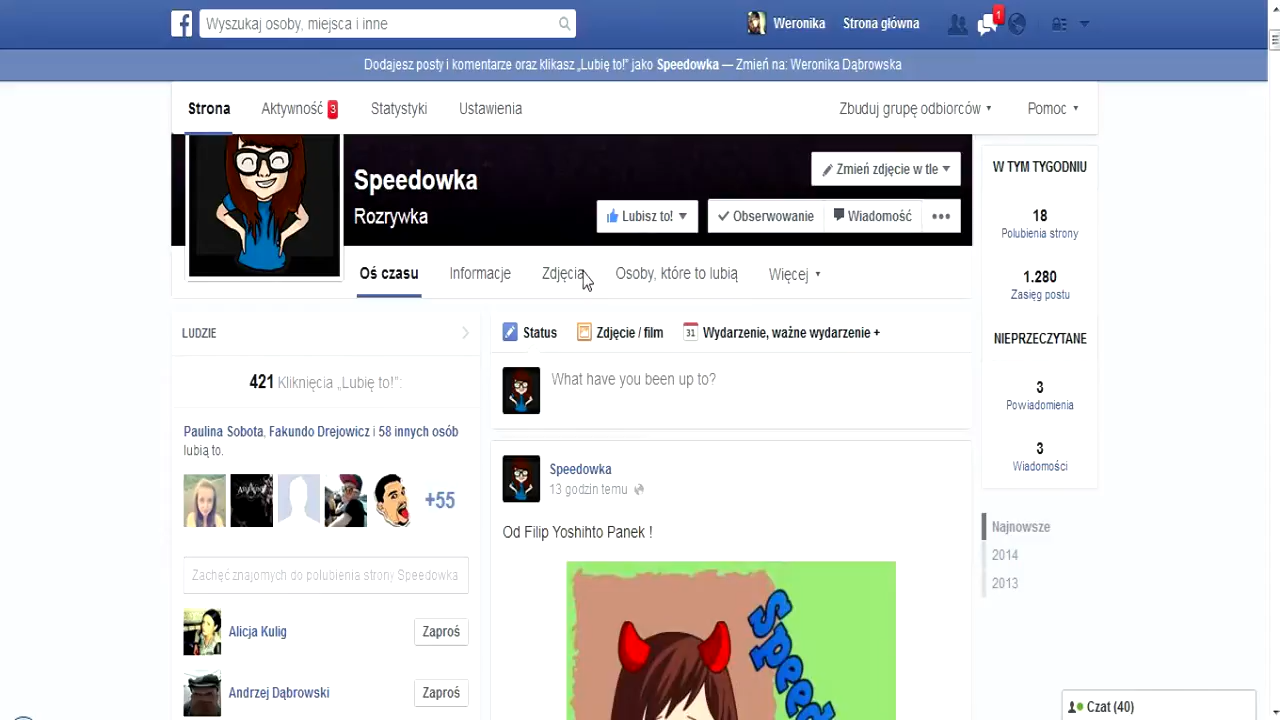 Wyszukaj osoby, miejsca i inne
Weronika
Strona główna
1
Dodajesz posty i komentarze oraz klikasz „Lubię to!” jako Speedowka — Zmień na: Weronika Dąbrowska
Strona
Aktywność 3
Statystyki
Ustawienia
Zbuduj grupę odbiorców
Pomoc
Speedowka
Rozrywka
Zmień zdjęcie w tle
Lubisz to!
Obserwowanie
Wiadomość
Oś czasu
Informacje
Zdjęcia
Osoby, które to lubią
Więcej
W TYM TYGODNIU
18
Polubienia strony
1.280
Zasięg postu
NIEPRZECZYTANE
3
Powiadomienia
3
Wiadomości
Najnowsze
2014
2013
LUDZIE
421 Kliknięcia „Lubię to!”:
Paulina Sobota, Fakundo Drejowicz i 58 innych osób
lubią to.
+55
Zachęć znajomych do polubienia strony Speedowka
Alicja Kulig
Zaproś
Andrzej Dąbrowski
Zaproś
Status
Zdjęcie / film
31
Wydarzenie, ważne wydarzenie +
What have you been up to?
Speedowka
13 godzin temu
Od Filip Yoshihto Panek !
Speed
Czat (40)